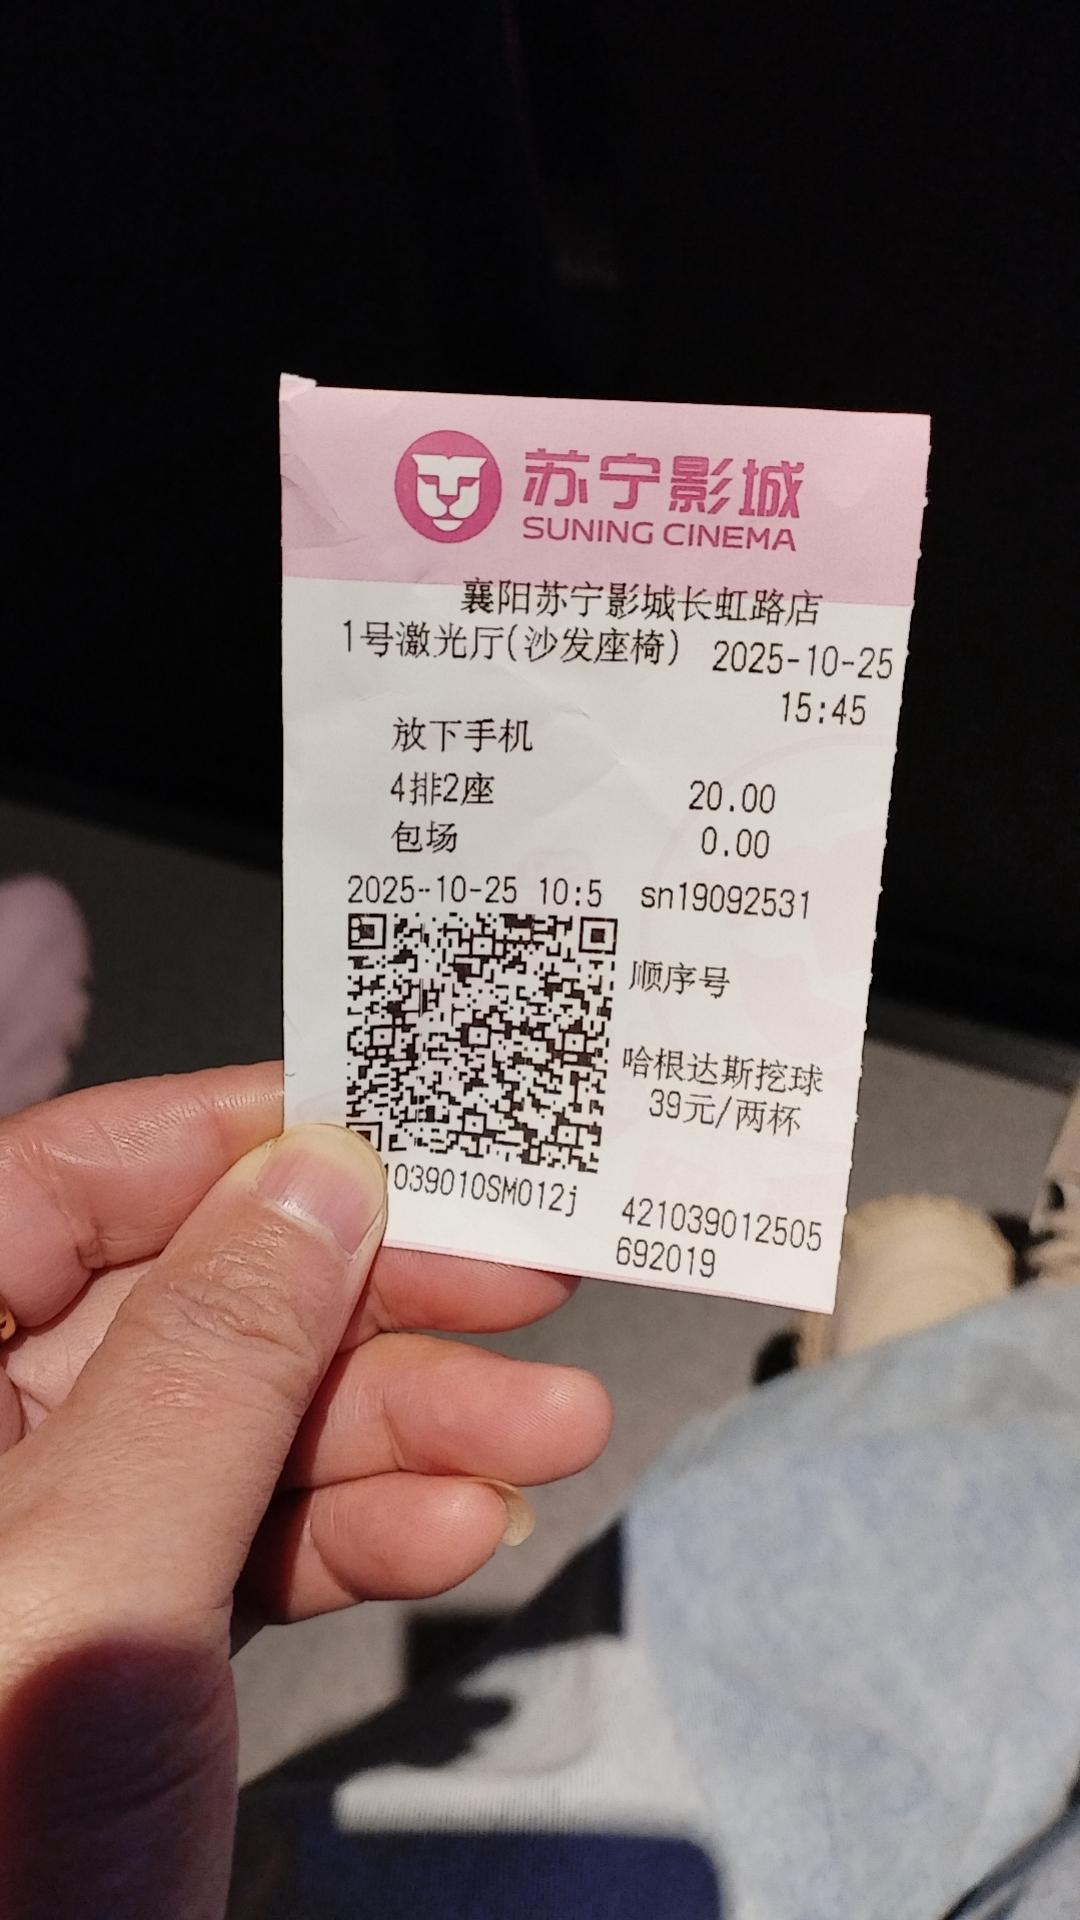 苏宁影城
SUNING CINEMA
襄阳苏宁影城长虹路店
1号激光厅(沙发座椅) 2025-10-25
15:45
放下手机
4排2座 20.00
包场 0.00
2025-10-25 10:5 sn19092531
顺序号
哈根达斯挖球
39元/两杯
1039010SM012j
421039012505
692019